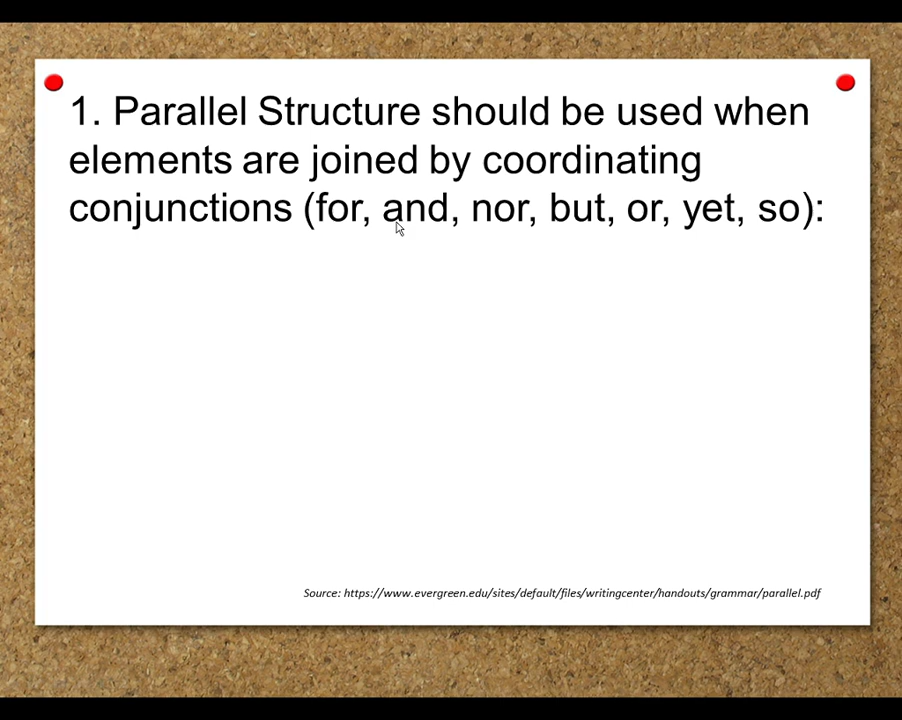 1. Parallel Structure should be used when
elements are joined by coordinating
conjunctions (for, and, nor, but, or, yet, so):
Source: https://www.evergreen.edu/sites/default/files/writingcenter/handouts/grammar/parallel.pdf